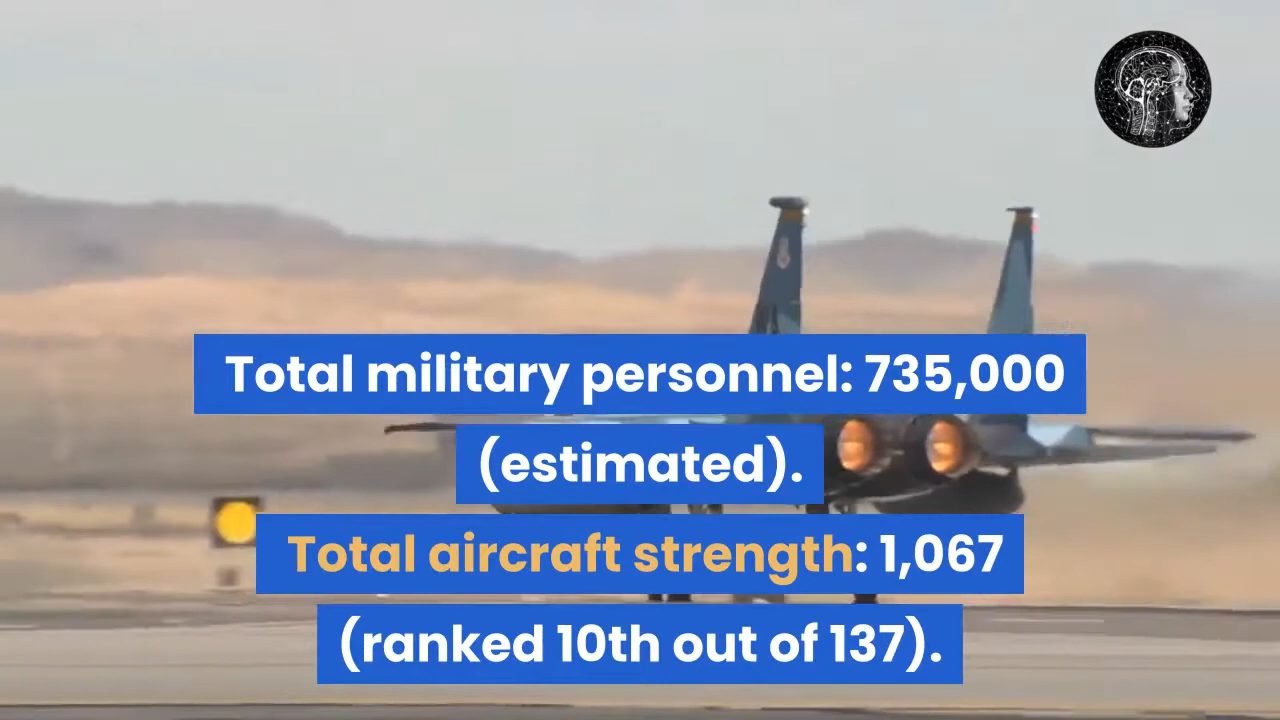 Total military personnel: 735,000
(estimated).
Total aircraft strength: 1,067
(ranked 10th out of 137).